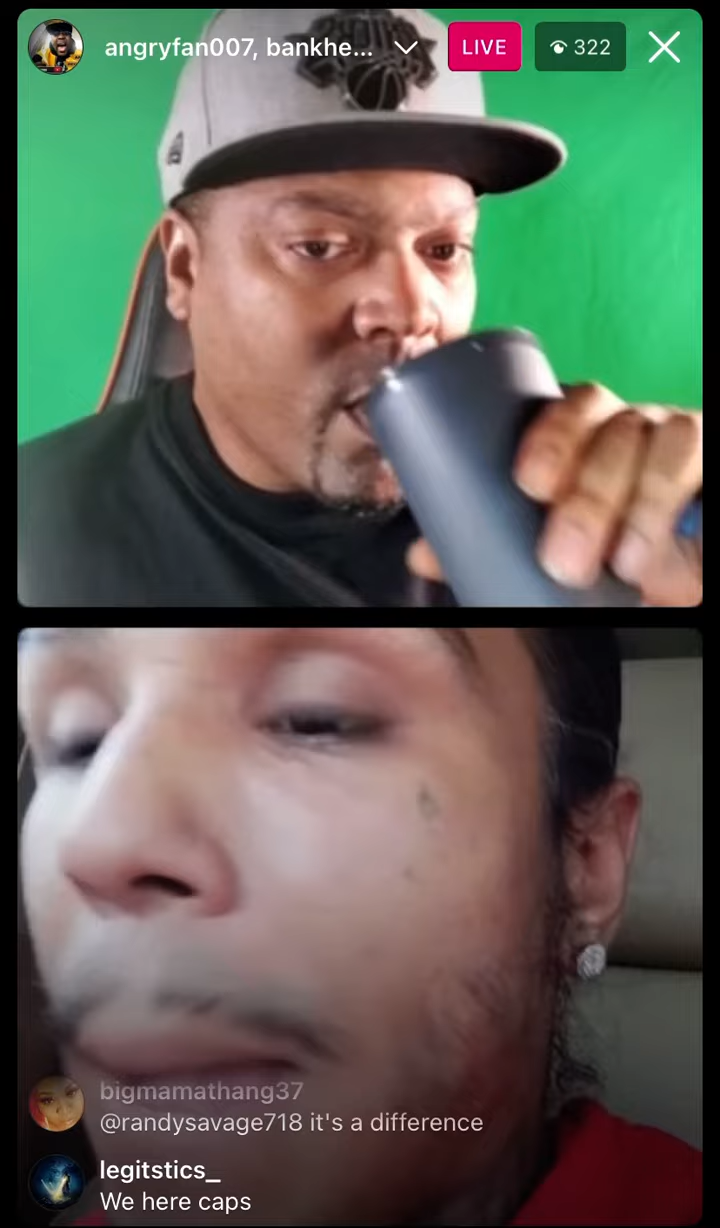 angryfan007, bankhe...
LIVE
322
bigmamathang37
@randysavage718 it's a difference
legitstics_
We here caps